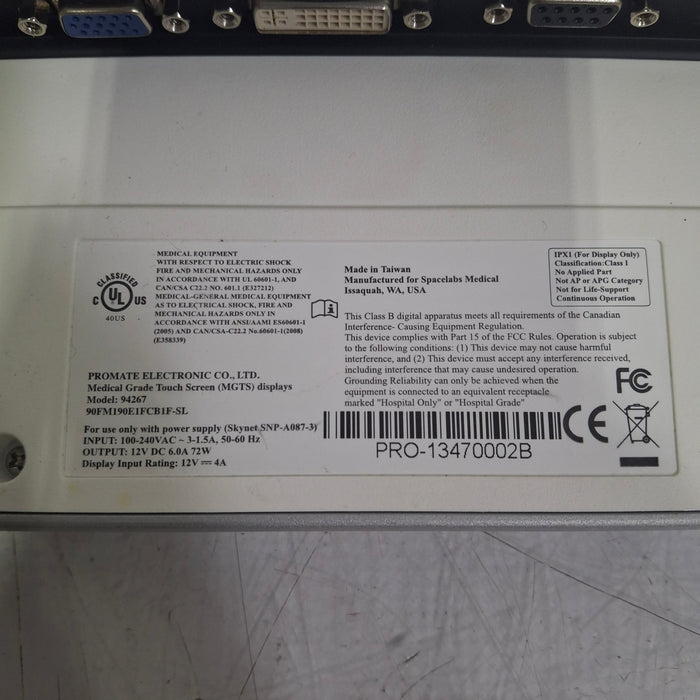 CLASSIFIED
C UL US
40US
MEDICAL EQUIPMENT
WITH RESPECT TO ELECTRIC SHOCK
FIRE AND MECHANICAL HAZARDS ONLY
IN ACCORDANCE WITH UL 60601-1, AND
CAN/CSA C22.2 NO. 601.1 (E327212)
MEDICAL-GENERAL MEDICAL EQUIPMENT
AS TO ELECTRICAL SHOCK, FIRE AND
MECHANICAL HAZARDS ONLY IN
ACCORDANCE WITH ANSI/AAMI ES60601-1
(2005) AND CAN/CSA-C22.2 No.60601-1(2008)
(E358339)
PROMATE ELECTRONIC CO., LTD.
Medical Grade Touch Screen (MGTS) displays
Model: 94267
90FM190E1FCB1F-SL
For use only with power supply (Skynet SNP-A087-3)
INPUT: 100-240VAC ~ 3-1.5A, 50-60 Hz
OUTPUT: 12V DC 6.0A 72W
Display Input Rating: 12V ⎓ 4A
Made in Taiwan
Manufactured for Spacelabs Medical
Issaquah, WA, USA
IPX1 (For Display Only)
Classification:Class 1
No Applied Part
Not AP or APG Category
Not for Life-Support
Continuous Operation
This Class B digital apparatus meets all requirements of the Canadian
Interference- Causing Equipment Regulation.
This device complies with Part 15 of the FCC Rules. Operation is subject
to the following conditions: (1) This device may not cause harmful
interference, and (2) This device must accept any interference received,
including interference that may cause undesired operation.
Grounding Reliability can only be achieved when the
equipment is connected to an equivalent receptacle
marked "Hospital Only" or "Hospital Grade"
FC
CE
PRO-13470002B